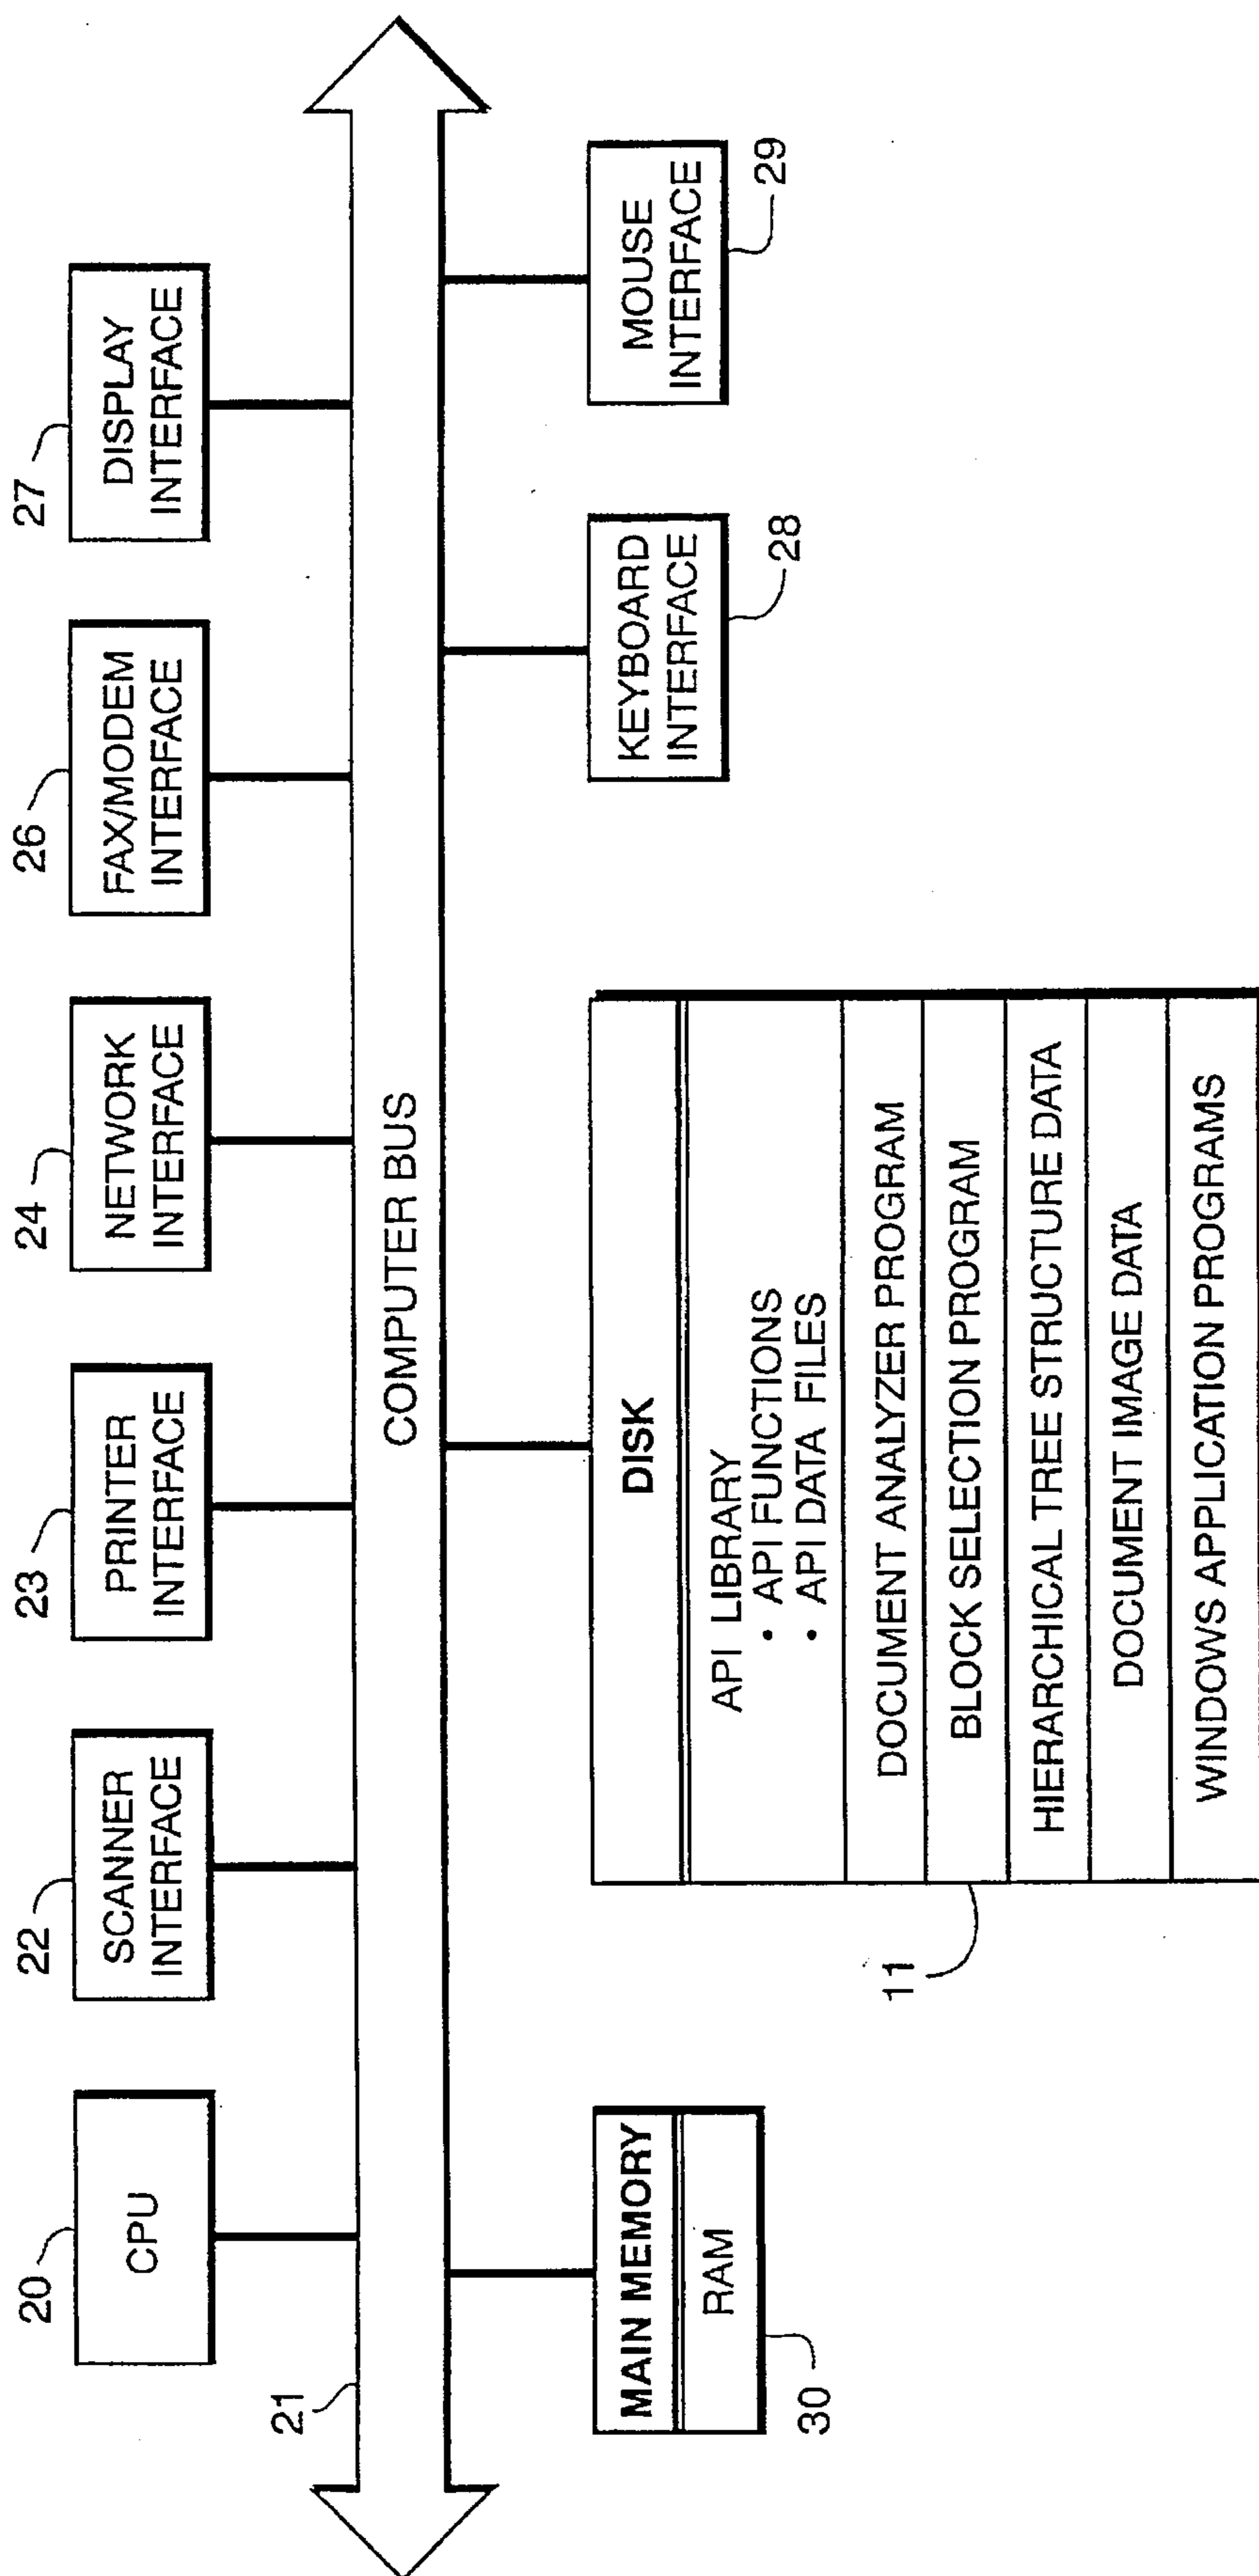 20
CPU
22
SCANNER
INTERFACE
23
PRINTER
INTERFACE
24
NETWORK
INTERFACE
26
FAX/MODEM
INTERFACE
27
DISPLAY
INTERFACE
21
COMPUTER BUS
MAIN MEMORY
RAM
30
11
DISK
API LIBRARY
• API FUNCTIONS
• API DATA FILES
DOCUMENT ANALYZER PROGRAM
BLOCK SELECTION PROGRAM
HIERARCHICAL TREE STRUCTURE DATA
DOCUMENT IMAGE DATA
WINDOWS APPLICATION PROGRAMS
KEYBOARD
INTERFACE
28
MOUSE
INTERFACE
29